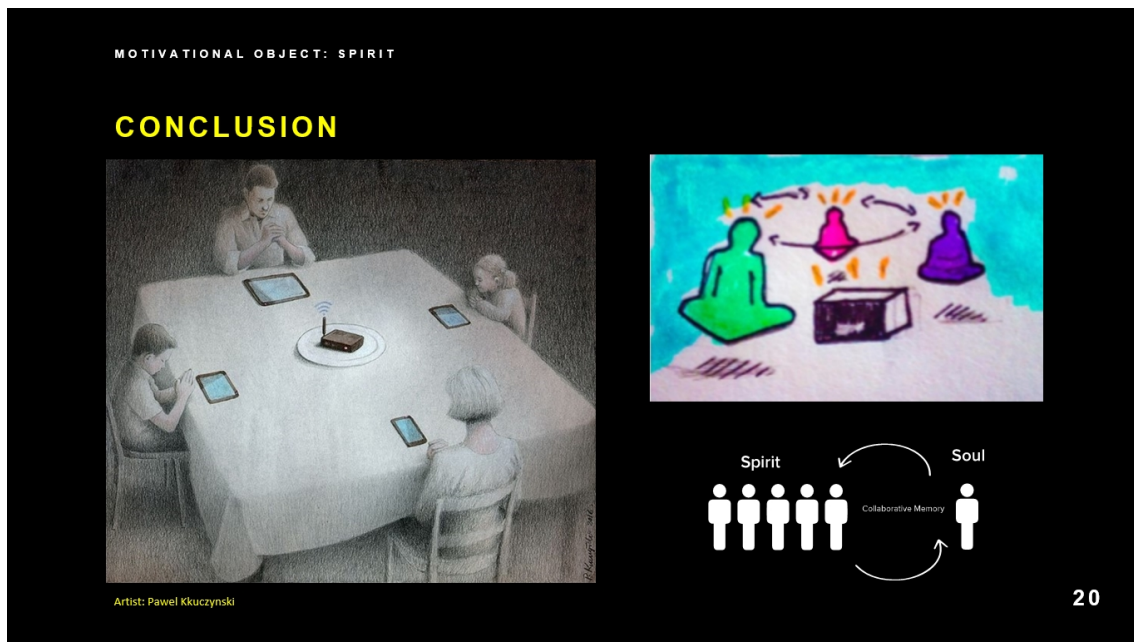 MOTIVATIONAL OBJECT: SPIRIT
CONCLUSION
Artist: Pawel Kkuczynski
Spirit
Soul
Collaborative Memory
20